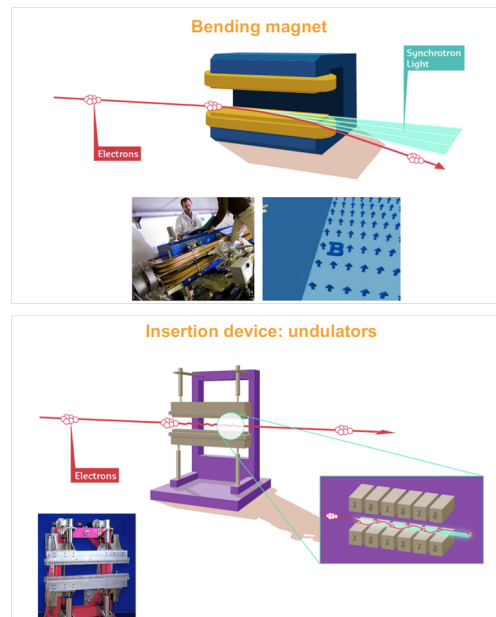 Bending magnet
Synchrotron
Light
Electrons
B
Insertion device: undulators
Electrons